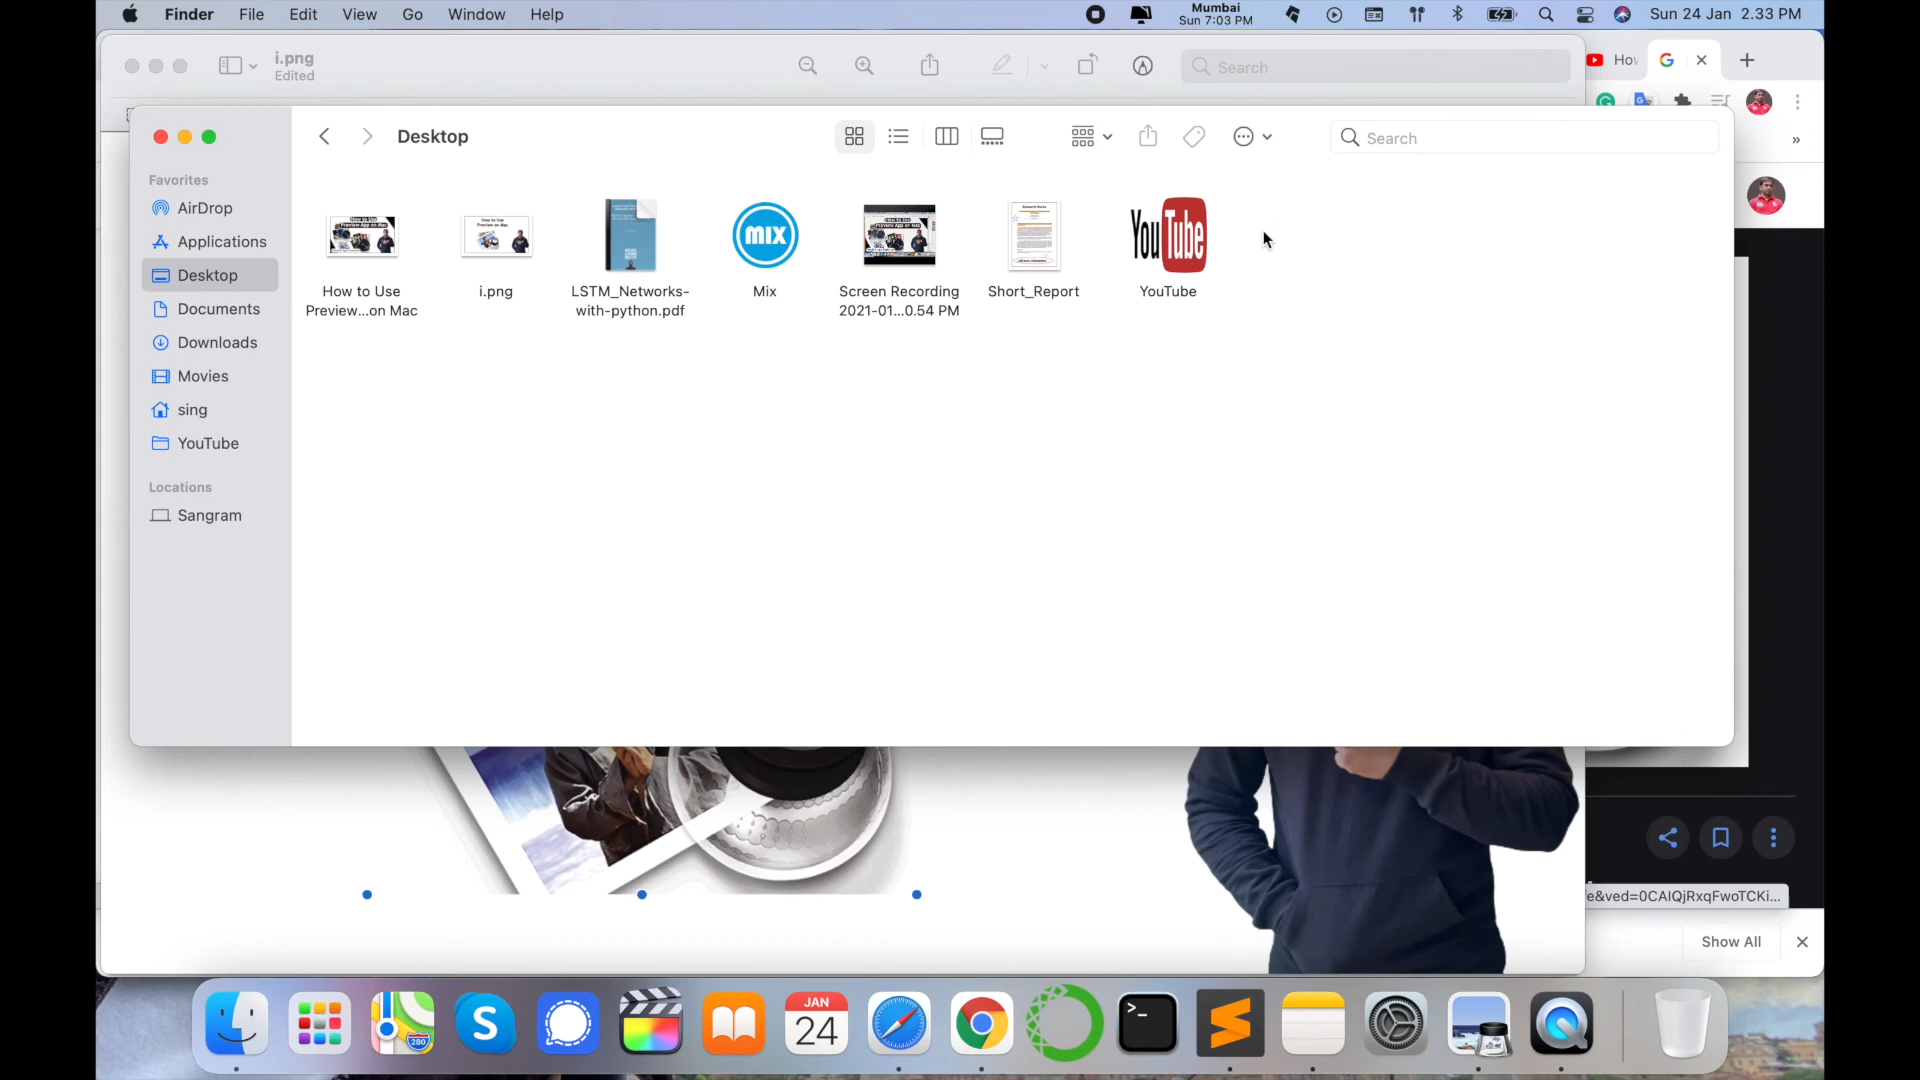 Finder File Edit View Go Window Help
Mumbai
Sun 7:03 PM
Sun 24 Jan 2.33 PM
i.png
Edited
Search
Desktop
Search
Favorites
AirDrop
Applications
Desktop
Documents
Downloads
Movies
sing
YouTube
Locations
Sangram
How to Use
Preview...on Mac
i.png
LSTM_Networks-
with-python.pdf
mix
Mix
Screen Recording
2021-01...0.54 PM
Short_Report
YouTube
YouTube
e&ved=0CAIQjRxqFwoTCKi...
Show All
280
S
JAN
24